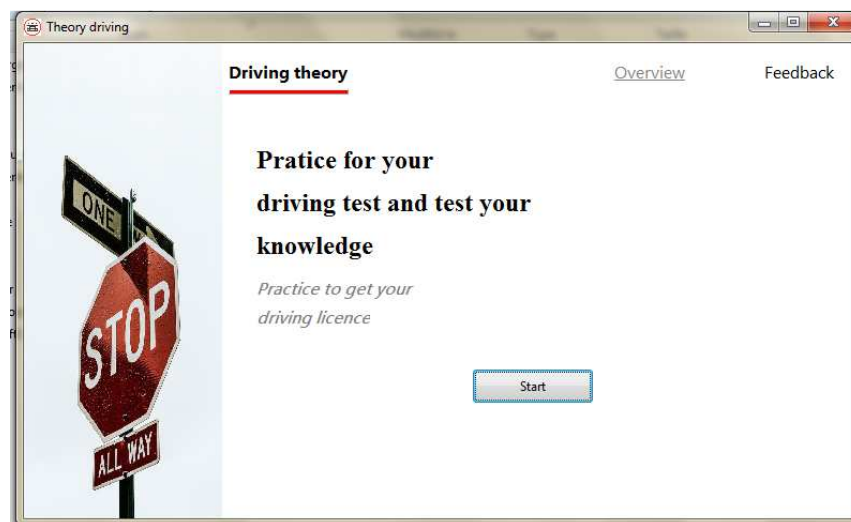 Theory driving
Driving theory
Overview
Feedback
Pratice for your
driving test and test your
knowledge
Practice to get your
driving licence
Start
ONE
STOP
ALL WAY